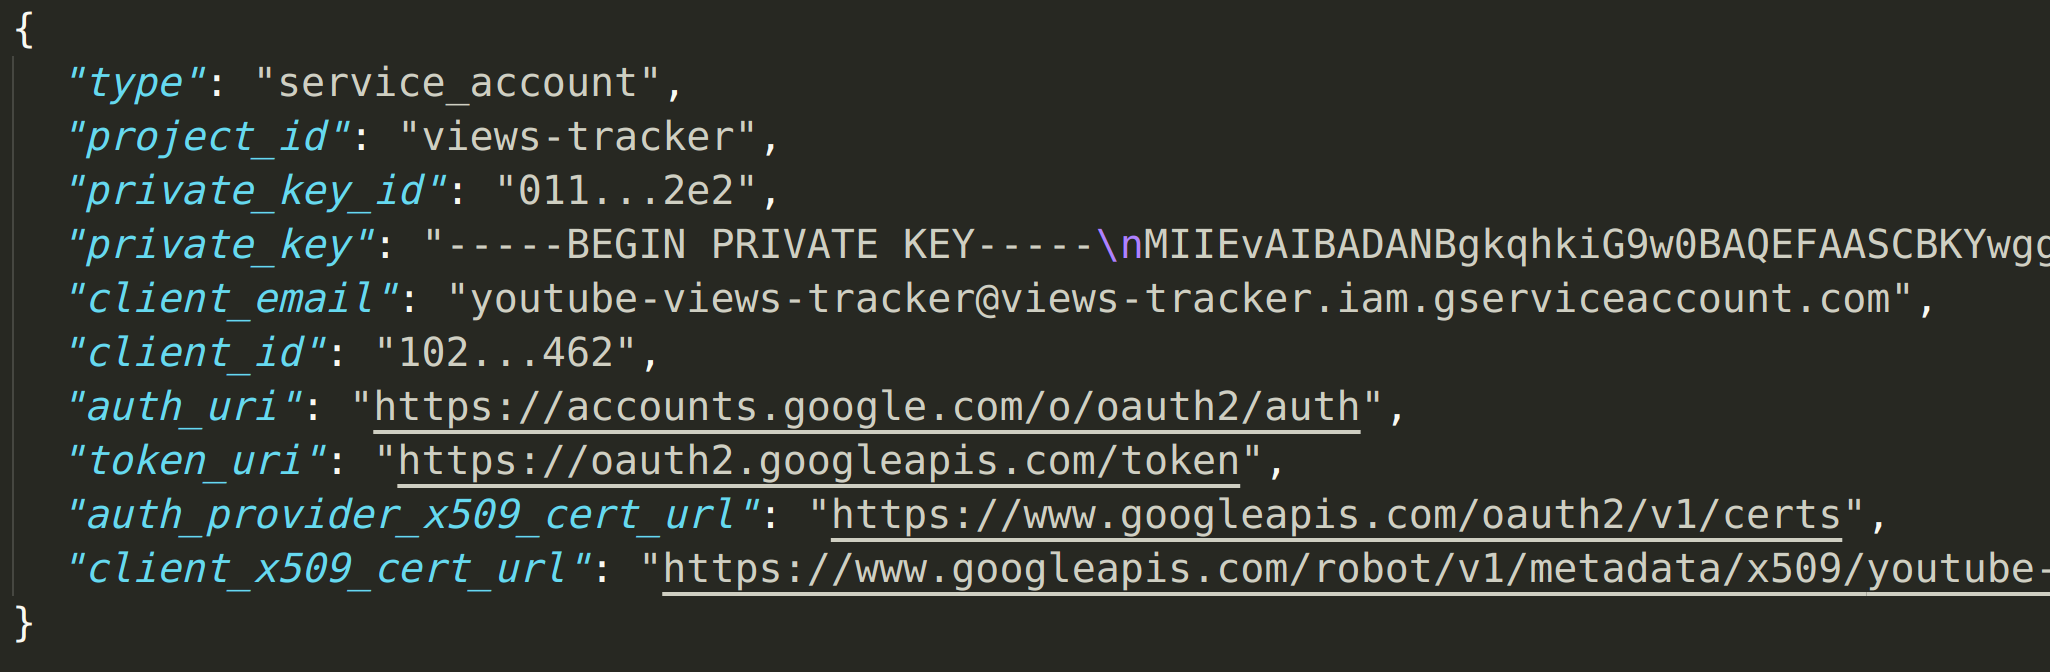 {
"type": "service_account",
"project_id": "views-tracker",
"private_key_id": "011...2e2",
"private_key": "-----BEGIN PRIVATE KEY-----\nMIIEvAIBADANBgkqhkiG9w0BAQEFAASCBKYwgg
"client_email": "youtube-views-tracker@views-tracker.iam.gserviceaccount.com",
"client_id": "102...462",
"auth_uri": "https://accounts.google.com/o/oauth2/auth",
"token_uri": "https://oauth2.googleapis.com/token",
"auth_provider_x509_cert_url": "https://www.googleapis.com/oauth2/v1/certs",
"client_x509_cert_url": "https://www.googleapis.com/robot/v1/metadata/x509/youtube-
}